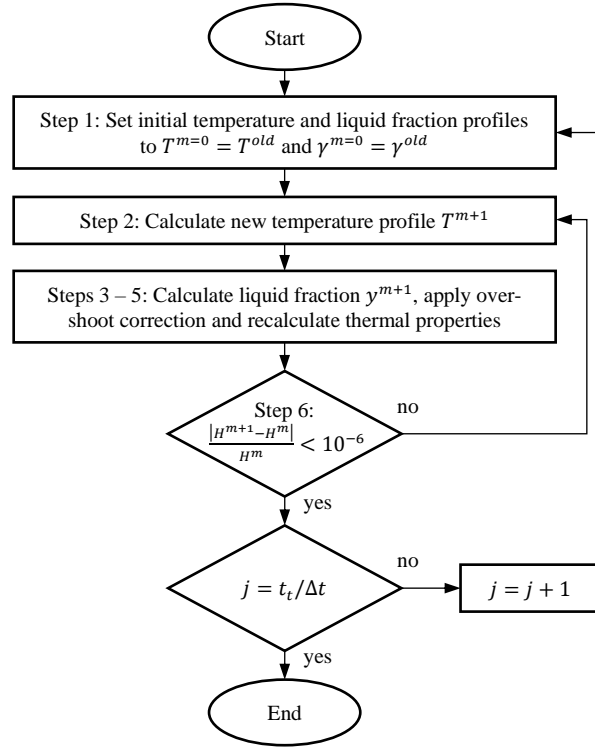 Start
Step 1: Set initial temperature and liquid fraction profiles
to T^{m=0} = T^{old} and γ^{m=0} = γ^{old}
Step 2: Calculate new temperature profile T^{m+1}
Steps 3 – 5: Calculate liquid fraction y^{m+1}, apply over-
shoot correction and recalculate thermal properties
Step 6:
|H^{m+1}−H^m| / H^m < 10^{−6}
no
yes
j = t_t/Δt
no
j = j + 1
yes
End